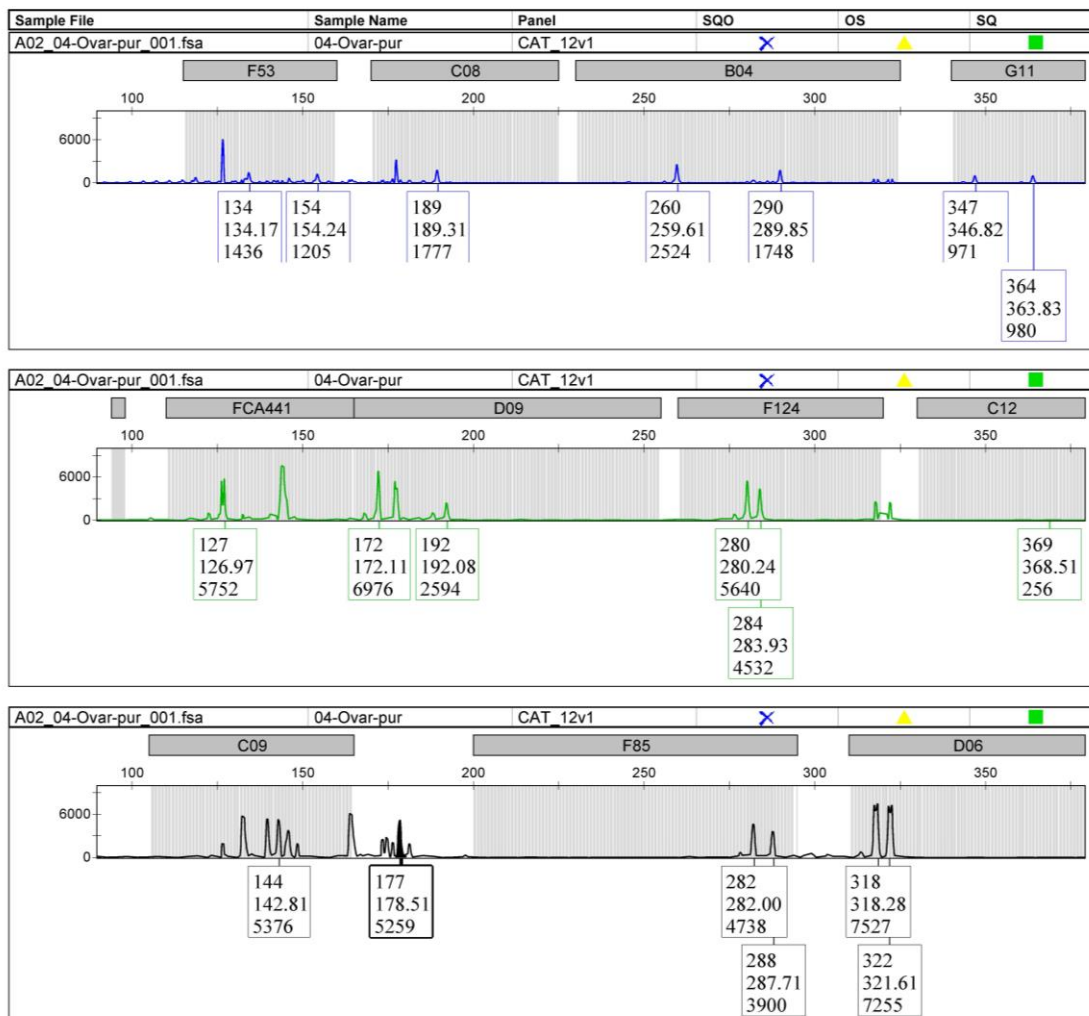 Sample File Sample Name Panel SQO OS SQ
A02_04-Ovar-pur_001.fsa 04-Ovar-pur CAT_12v1
F53 C08 B04 G11
100 150 200 250 300 350
6000
0
134 154 189 260 290 347
134.17 154.24 189.31 259.61 289.85 346.82
1436 1205 1777 2524 1748 971
364
363.83
980
A02_04-Ovar-pur_001.fsa 04-Ovar-pur CAT_12v1
FCA441 D09 F124 C12
100 150 200 250 300 350
6000
0
127 172 192 280 369
126.97 172.11 192.08 280.24 368.51
5752 6976 2594 5640 256
284
283.93
4532
A02_04-Ovar-pur_001.fsa 04-Ovar-pur CAT_12v1
C09 F85 D06
100 150 200 250 300 350
6000
0
144 177 282 318
142.81 178.51 282.00 318.28
5376 5259 4738 7527
288 322
287.71 321.61
3900 7255